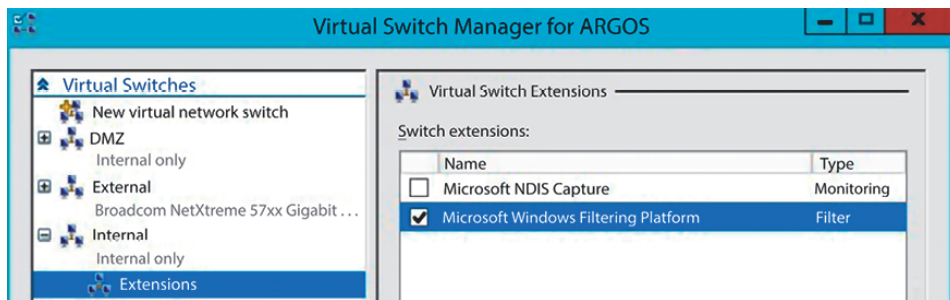 Virtual Switch Manager for ARGOS
Virtual Switches
New virtual network switch
DMZ
Internal only
External
Broadcom NetXtreme 57xx Gigabit . . .
Internal
Internal only
Extensions
Virtual Switch Extensions
Switch extensions:
Name Type
Microsoft NDIS Capture Monitoring
Microsoft Windows Filtering Platform Filter